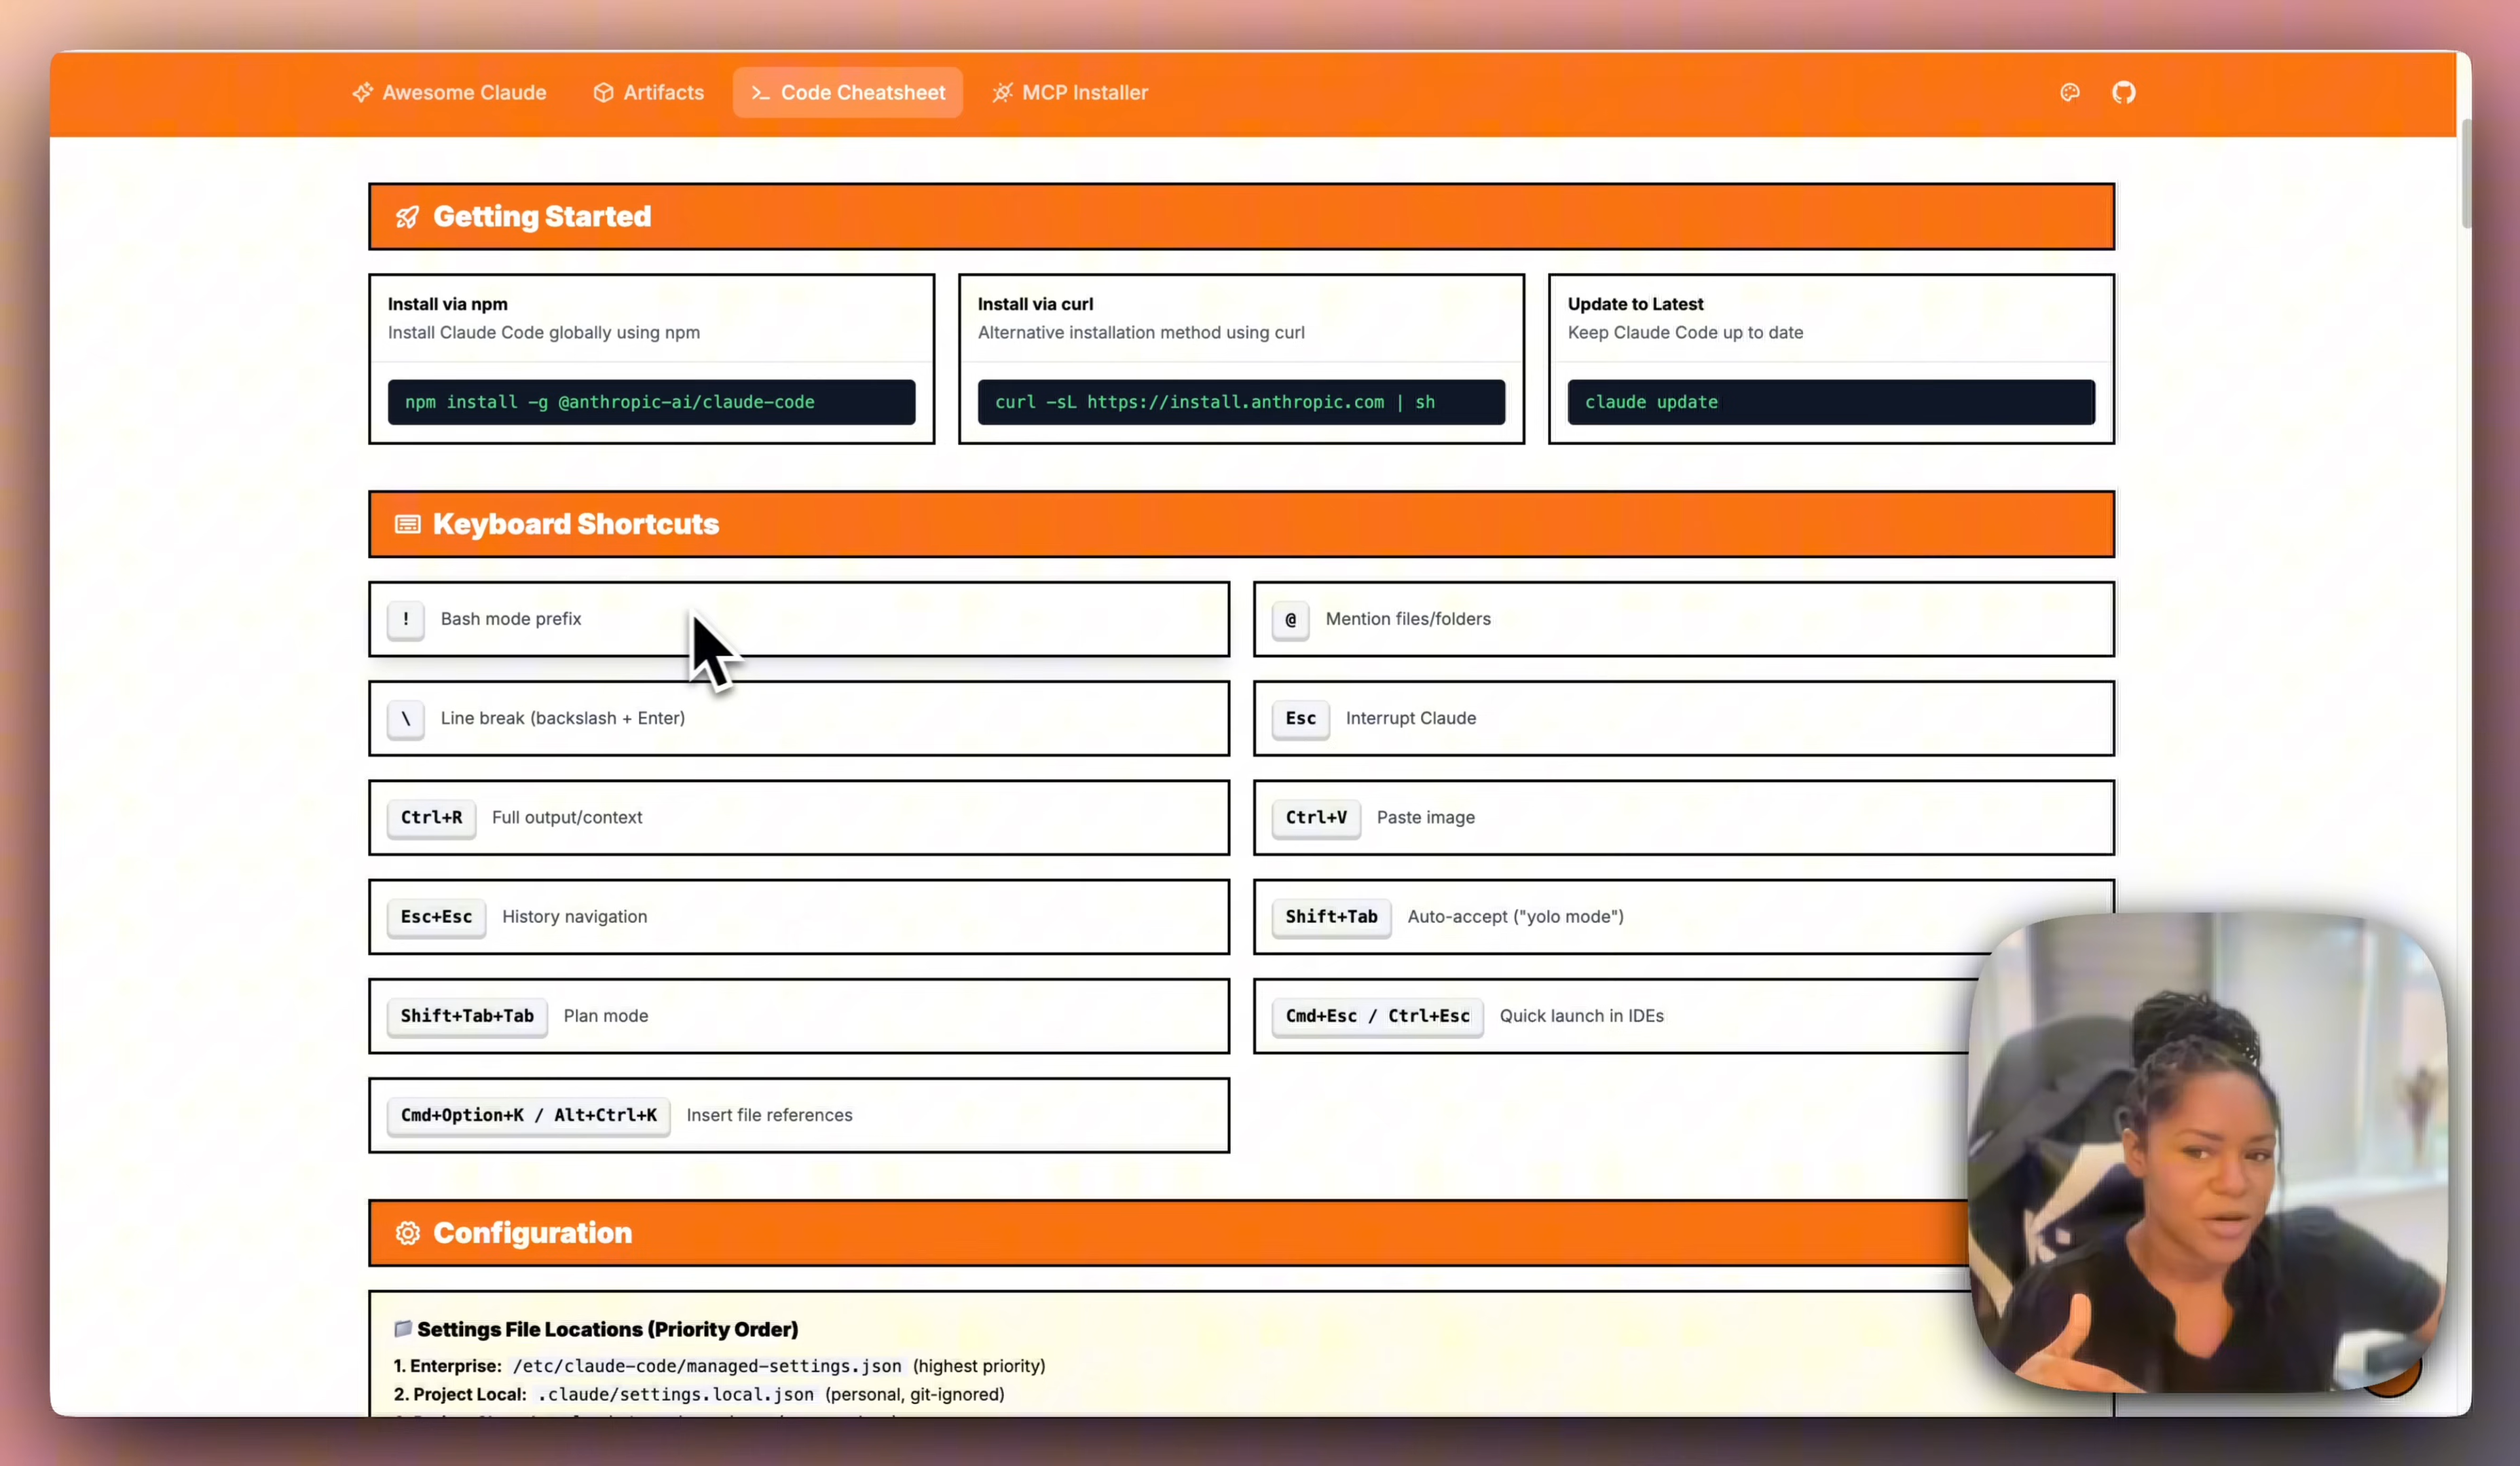 Awesome Claude
Artifacts
>_ Code Cheatsheet
MCP Installer
Getting Started
Install via npm
Install Claude Code globally using npm
npm install -g @anthropic-ai/claude-code
Install via curl
Alternative installation method using curl
curl -sL https://install.anthropic.com | sh
Update to Latest
Keep Claude Code up to date
claude update
Keyboard Shortcuts
! Bash mode prefix
@ Mention files/folders
\ Line break (backslash + Enter)
Esc Interrupt Claude
Ctrl+R Full output/context
Ctrl+V Paste image
Esc+Esc History navigation
Shift+Tab Auto-accept ("yolo mode")
Shift+Tab+Tab Plan mode
Cmd+Esc / Ctrl+Esc Quick launch in IDEs
Cmd+Option+K / Alt+Ctrl+K Insert file references
Configuration
Settings File Locations (Priority Order)
1. Enterprise: /etc/claude-code/managed-settings.json (highest priority)
2. Project Local: .claude/settings.local.json (personal, git-ignored)